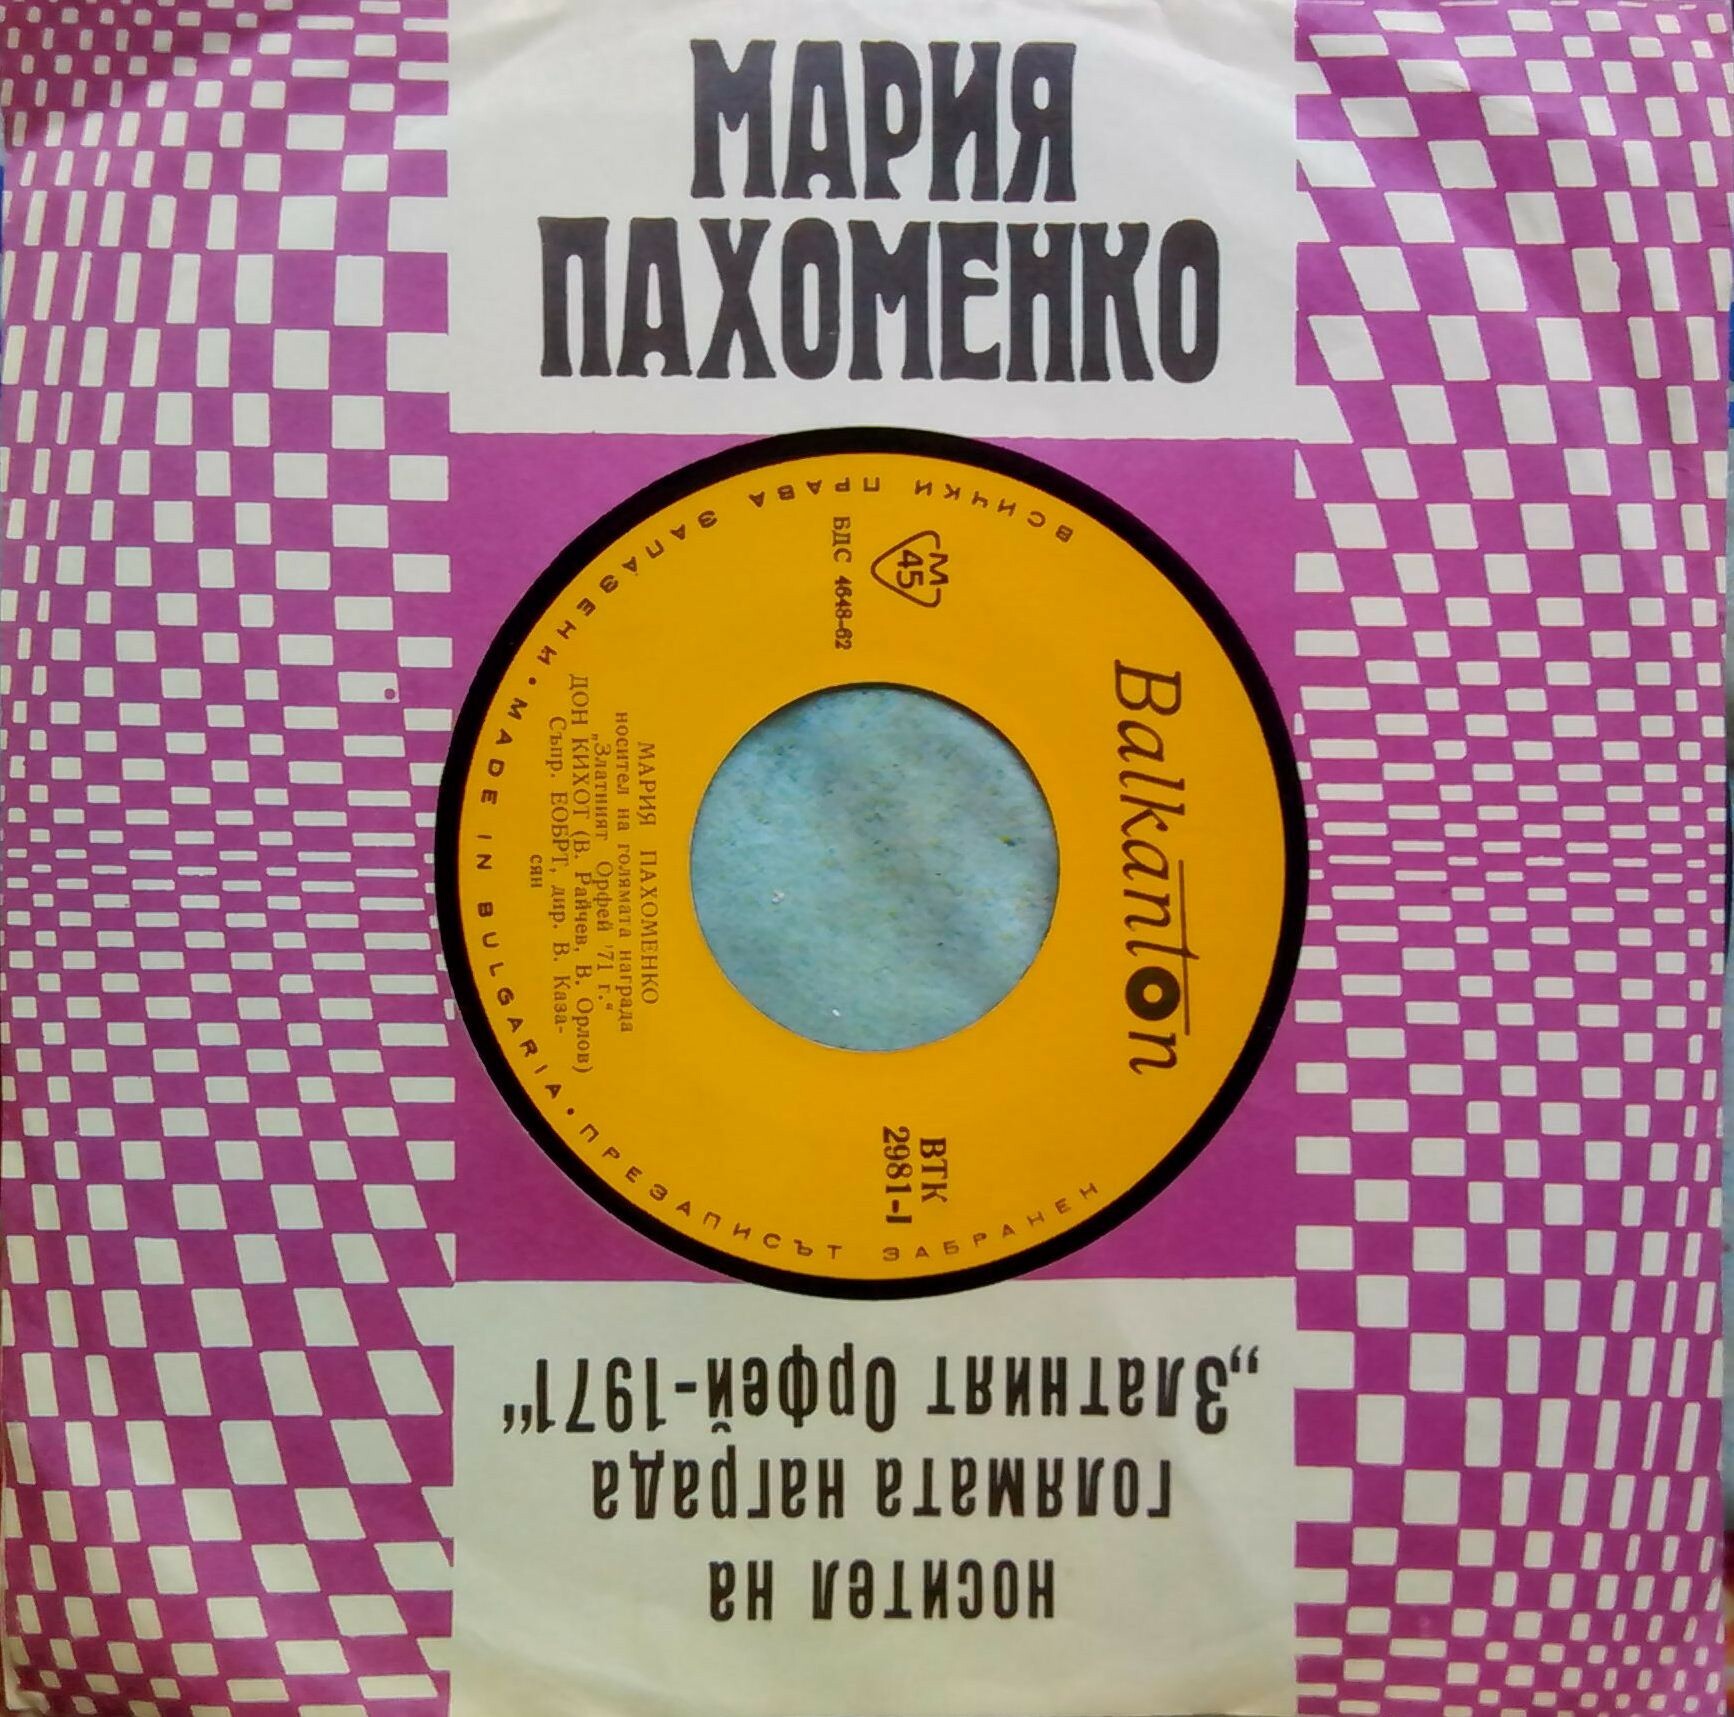 МАРИЯ
ПАХОМЕНКО
ВСИЧКИ ПРАВА ЗАПАЗЕНИ • MADE IN BULGARIA • ПРЕЗАПИСЪТ ЗАБРАНЕН
Balkanton
М
45
БДС 4648-62
ВТК
2981-I
МАРИЯ ПАХОМЕНКО
носител на голямата награда
„Златният Орфей '71 г.“
ДОН КИХОТ (В. Райчев, В. Орлов)
Съпр. ЕОБРТ, дир. В. Каза-
сян
носител на
голямата награда
„Златният Орфей-1971“